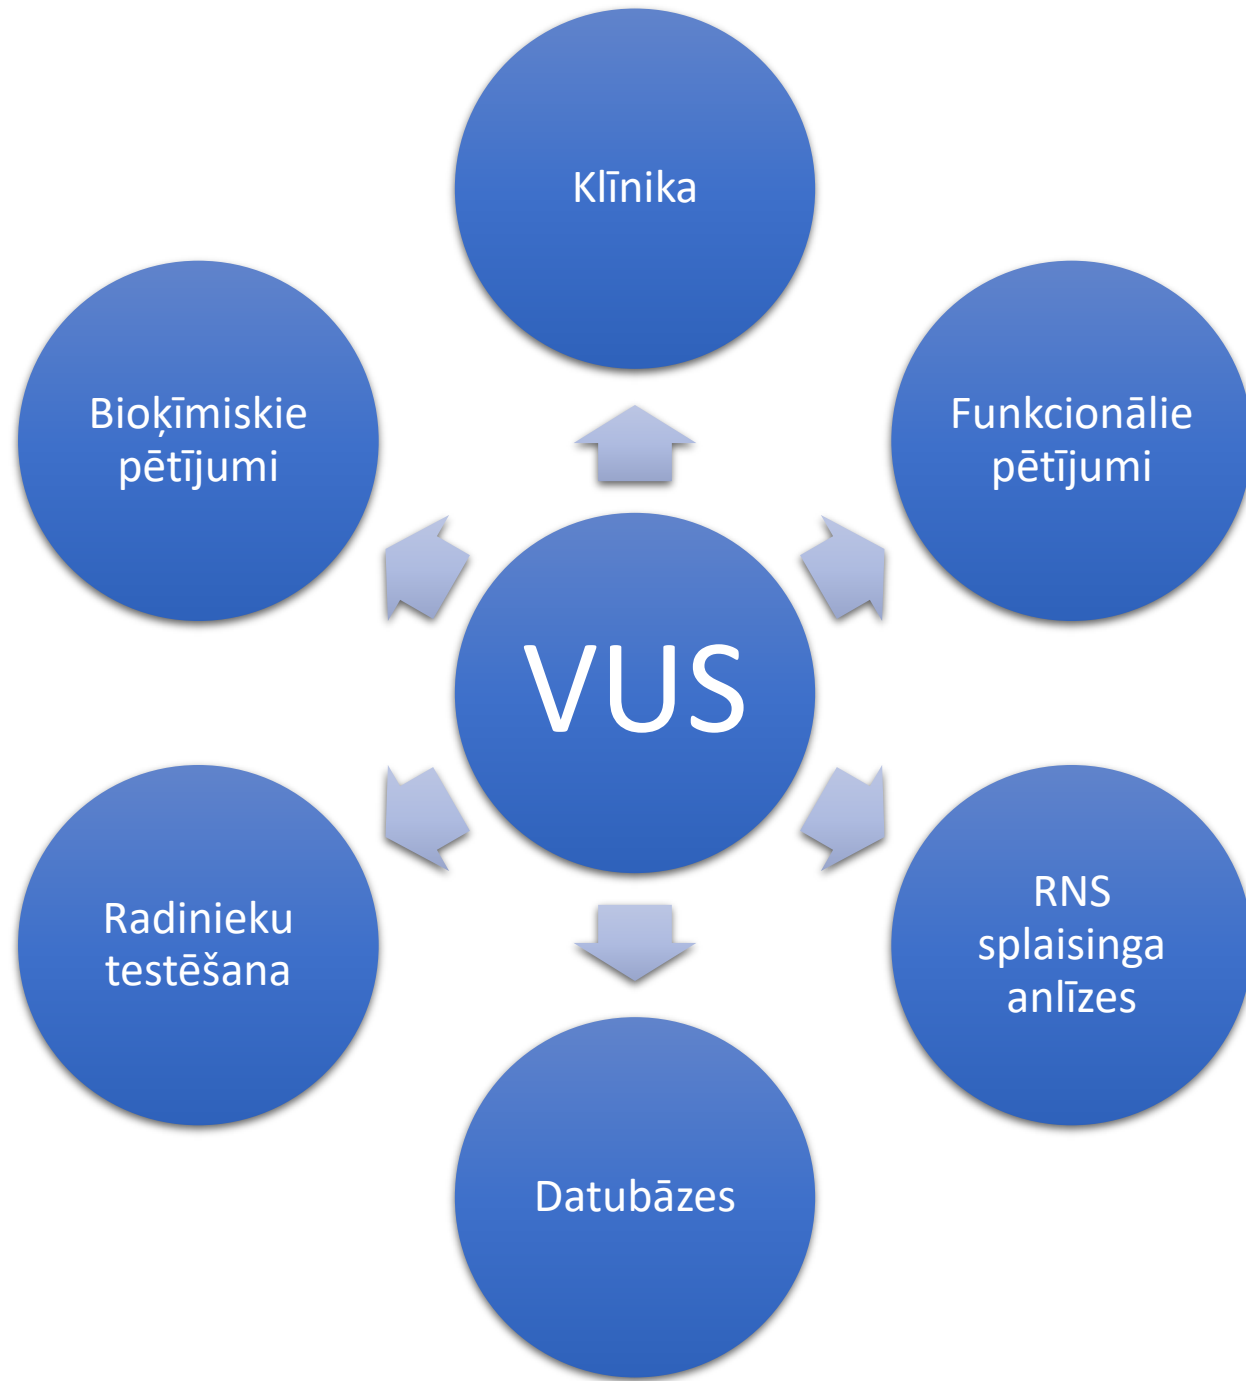 Klīnika
Bioķīmiskie
pētījumi
Funkcionālie
pētījumi
VUS
Radinieku
testēšana
RNS
splaisinga
anlīzes
Datubāzes